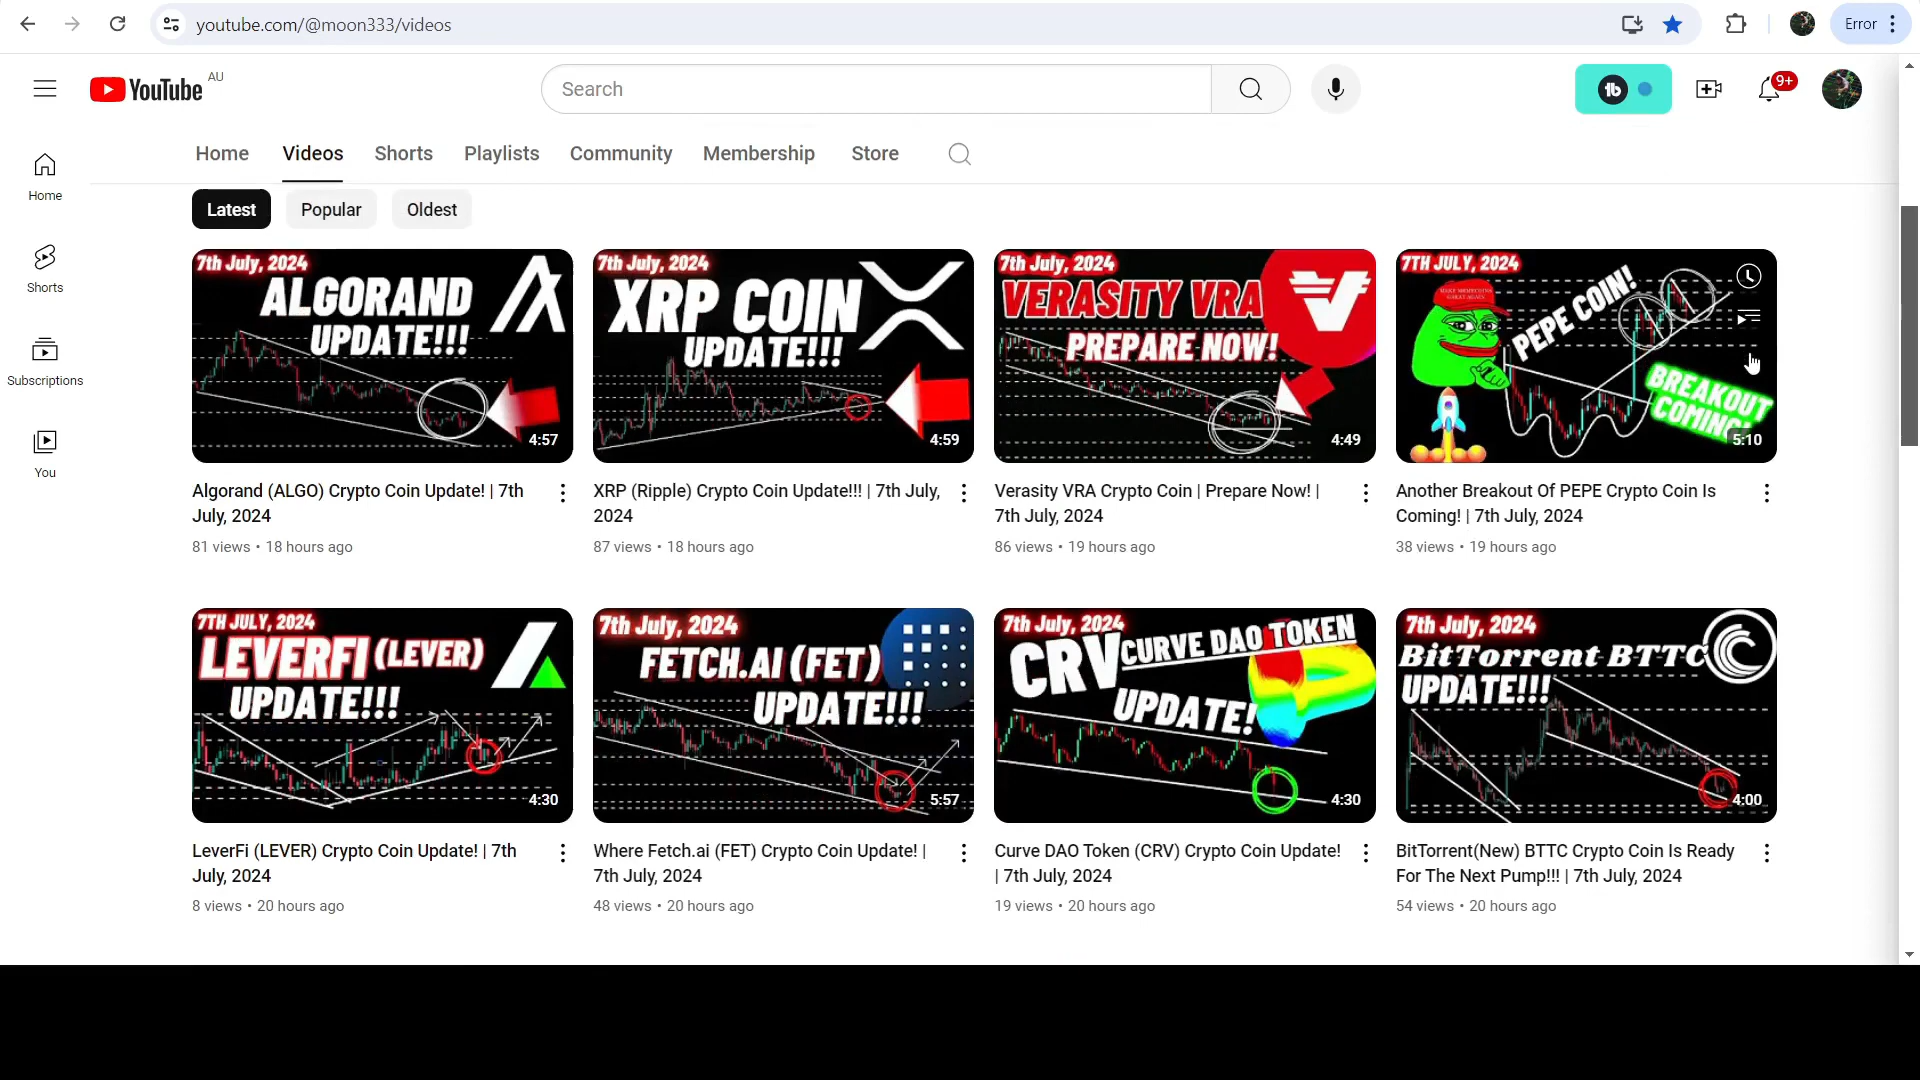 youtube.com/@moon333/videos
Error
YouTube AU
Search
9+
Home
Videos
Shorts
Playlists
Community
Membership
Store
Home
Shorts
Subscriptions
You
Latest
Popular
Oldest
7th July, 2024
ALGORAND
UPDATE!!!
4:57
Algorand (ALGO) Crypto Coin Update! | 7th
July, 2024
81 views • 18 hours ago
7th July, 2024
XRP COIN
UPDATE!!!
4:59
XRP (Ripple) Crypto Coin Update!!! | 7th July,
2024
87 views • 18 hours ago
7th July, 2024
VERASITY VRA
PREPARE NOW!
4:49
Verasity VRA Crypto Coin | Prepare Now! |
7th July, 2024
86 views • 19 hours ago
7TH JULY, 2024
PEPE COIN!
BREAKOUT
COMING!
5:10
Another Breakout Of PEPE Crypto Coin Is
Coming! | 7th July, 2024
38 views • 19 hours ago
7TH JULY, 2024
LEVERFI (LEVER)
UPDATE!!!
4:30
LeverFi (LEVER) Crypto Coin Update! | 7th
July, 2024
8 views • 20 hours ago
7th July, 2024
FETCH.AI (FET)
UPDATE!!!
5:57
Where Fetch.ai (FET) Crypto Coin Update! |
7th July, 2024
48 views • 20 hours ago
7th July, 2024
CRV CURVE DAO TOKEN
UPDATE!
4:30
Curve DAO Token (CRV) Crypto Coin Update!
| 7th July, 2024
19 views • 20 hours ago
7th July, 2024
BitTorrent BTTC
UPDATE!!!
4:00
BitTorrent(New) BTTC Crypto Coin Is Ready
For The Next Pump!!! | 7th July, 2024
54 views • 20 hours ago